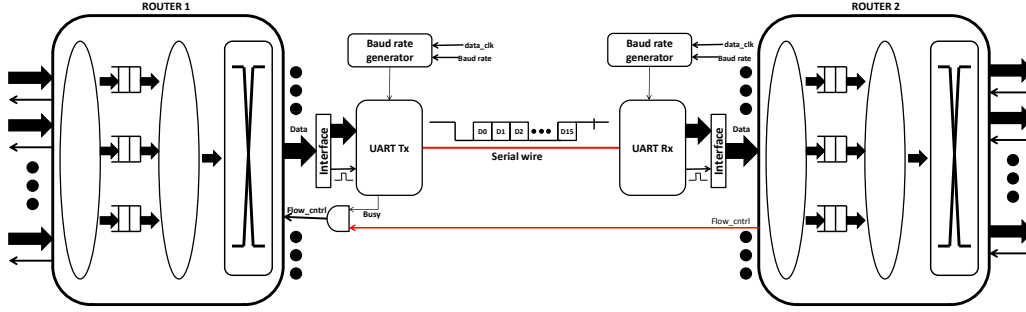 ROUTER 1
ROUTER 2
Baud rate
generator
data_clk
Baud rate
Baud rate
generator
data_clk
Baud rate
Data
Interface
UART Tx
D0 D1 D2 D15
Serial wire
UART Rx
Interface
Data
Flow_cntrl
Busy
Flow_cntrl